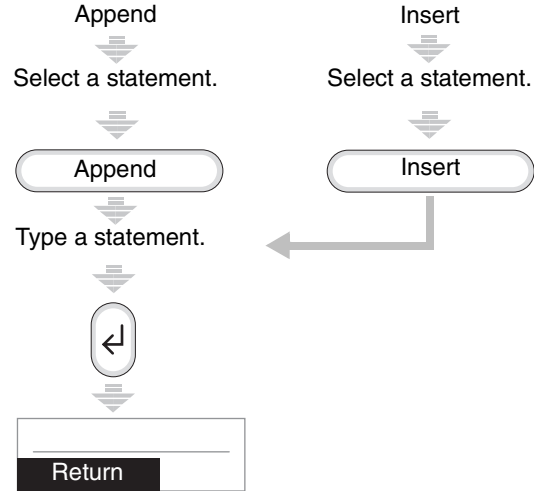 Append
Select a statement.
Append
Type a statement.
Return
Insert
Select a statement.
Insert